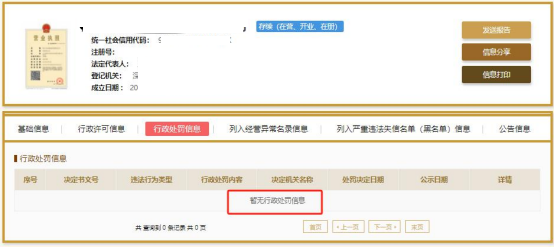 营业执照
存续（在营、开业、在册）
统一社会信用代码： 9
注册号：
法定代表人：
登记机关： 深
成立日期： 20
发送报告
信息分享
信息打印
基础信息 行政许可信息 行政处罚信息 列入经营异常名录信息 列入严重违法失信名单（黑名单）信息 公告信息
行政处罚信息
序号 决定书文号 违法行为类型 行政处罚内容 决定机关名称 处罚决定日期 公示日期 详情
暂无行政处罚信息
共 查询到 0 条记录 共 0 页 首页 <上一页 下一页> 末页